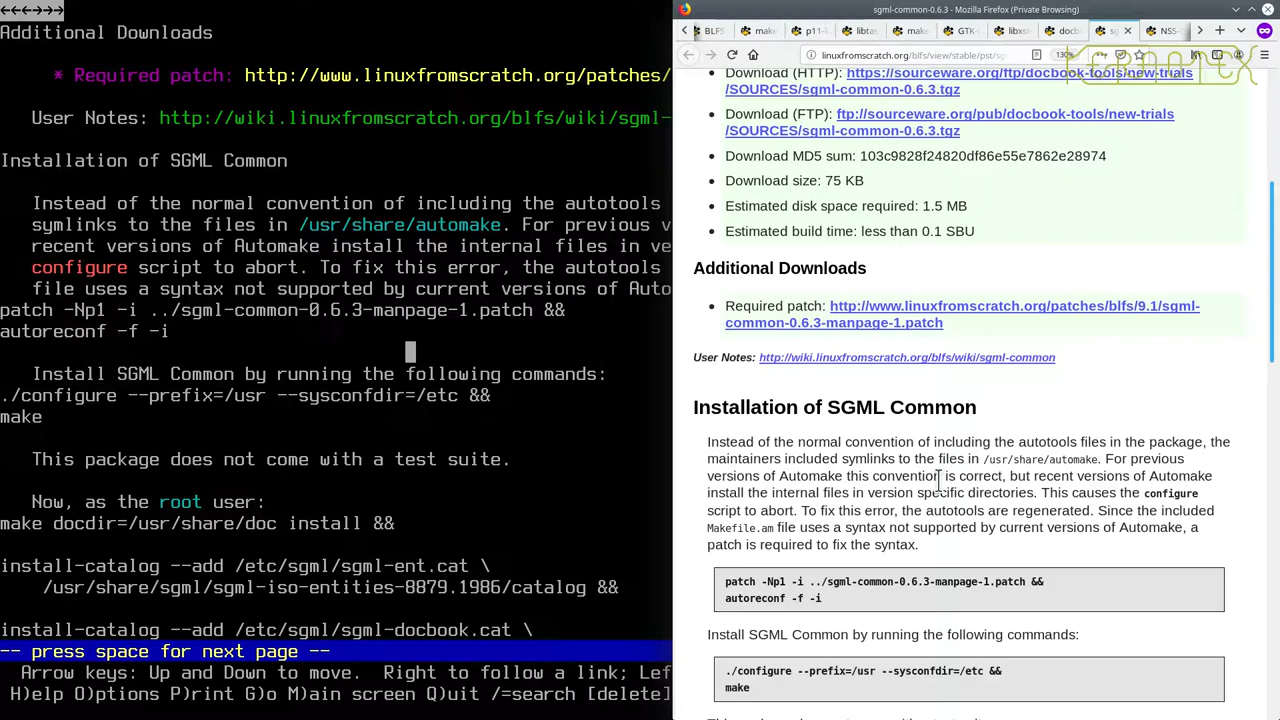 <<<--->->->
Additional Downloads
* Required patch: http://www.linuxfromscratch.org/patches/
User Notes: http://wiki.linuxfromscratch.org/blfs/wiki/sgml-
Installation of SGML Common
Instead of the normal convention of including the autotools
symlinks to the files in /usr/share/automake. For previous v
recent versions of Automake install the internal files in ve
configure script to abort. To fix this error, the autotools
file uses a syntax not supported by current versions of Auto
patch -Np1 -i ../sgml-common-0.6.3-manpage-1.patch &&
autoreconf -f -i
Install SGML Common by running the following commands:
./configure --prefix=/usr --sysconfdir=/etc &&
make
This package does not come with a test suite.
Now, as the root user:
make docdir=/usr/share/doc install &&
install-catalog --add /etc/sgml/sgml-ent.cat \
/usr/share/sgml/sgml-iso-entities-8879.1986/catalog &&
install-catalog --add /etc/sgml/sgml-docbook.cat \
-- press space for next page --
Arrow keys: Up and Down to move. Right to follow a link; Lef
H)elp O)ptions P)rint G)o M)ain screen Q)uit /=search [delete]
sgml-common-0.6.3 - Mozilla Firefox (Private Browsing)
BLFS make p11-k libtas make GTK- libxsl docb sg NSS-
linuxfromscratch.org/blfs/view/stable/pst/sg 130%
Download (HTTP): https://sourceware.org/ftp/docbook-tools/new-trials
/SOURCES/sgml-common-0.6.3.tgz
Download (FTP): ftp://sourceware.org/pub/docbook-tools/new-trials
/SOURCES/sgml-common-0.6.3.tgz
Download MD5 sum: 103c9828f24820df86e55e7862e28974
Download size: 75 KB
Estimated disk space required: 1.5 MB
Estimated build time: less than 0.1 SBU
Additional Downloads
Required patch: http://www.linuxfromscratch.org/patches/blfs/9.1/sgml-
common-0.6.3-manpage-1.patch
User Notes: http://wiki.linuxfromscratch.org/blfs/wiki/sgml-common
Installation of SGML Common
Instead of the normal convention of including the autotools files in the package, the
maintainers included symlinks to the files in /usr/share/automake. For previous
versions of Automake this convention is correct, but recent versions of Automake
install the internal files in version specific directories. This causes the configure
script to abort. To fix this error, the autotools are regenerated. Since the included
Makefile.am file uses a syntax not supported by current versions of Automake, a
patch is required to fix the syntax.
patch -Np1 -i ../sgml-common-0.6.3-manpage-1.patch &&
autoreconf -f -i
Install SGML Common by running the following commands:
./configure --prefix=/usr --sysconfdir=/etc &&
make